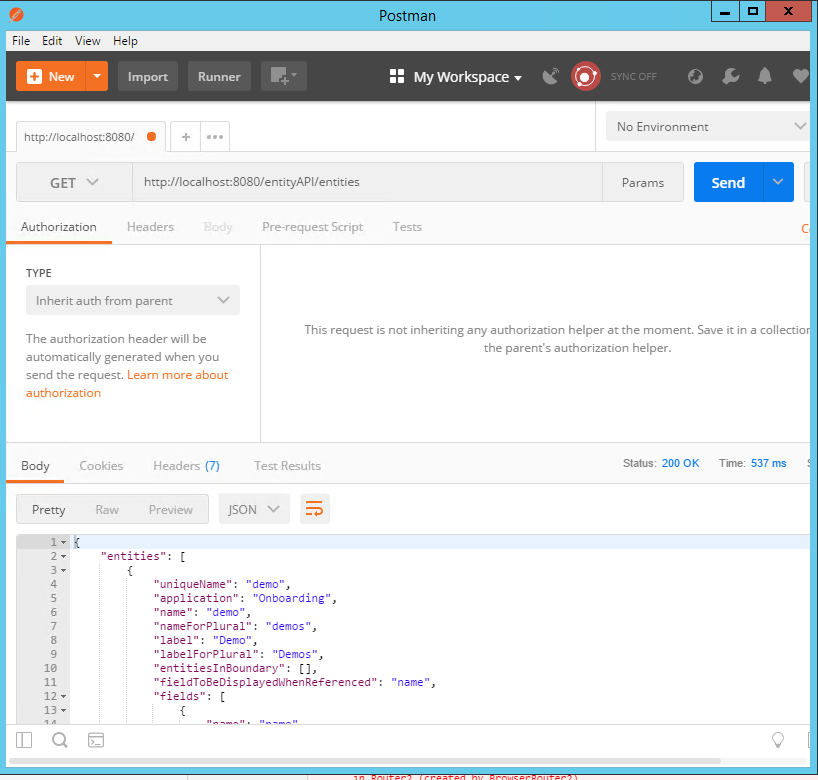 Postman
File Edit View Help
New Import Runner My Workspace SYNC OFF
http://localhost:8080/ + ••• No Environment
GET http://localhost:8080/entityAPI/entities Params Send
Authorization Headers Body Pre-request Script Tests
TYPE
Inherit auth from parent
The authorization header will be
automatically generated when you
send the request. Learn more about
authorization
This request is not inheriting any authorization helper at the moment. Save it in a collection
the parent's authorization helper.
Body Cookies Headers (7) Test Results Status: 200 OK Time: 537 ms
Pretty Raw Preview JSON
1 {
2 "entities": [
3 {
4 "uniqueName": "demo",
5 "application": "Onboarding",
6 "name": "demo",
7 "nameForPlural": "demos",
8 "label": "Demo",
9 "labelForPlural": "Demos",
10 "entitiesInBoundary": [],
11 "fieldToBeDisplayedWhenReferenced": "name",
12 "fields": [
13 {
14 "name": "name"
in Router2 (created by BrowserRouter2)